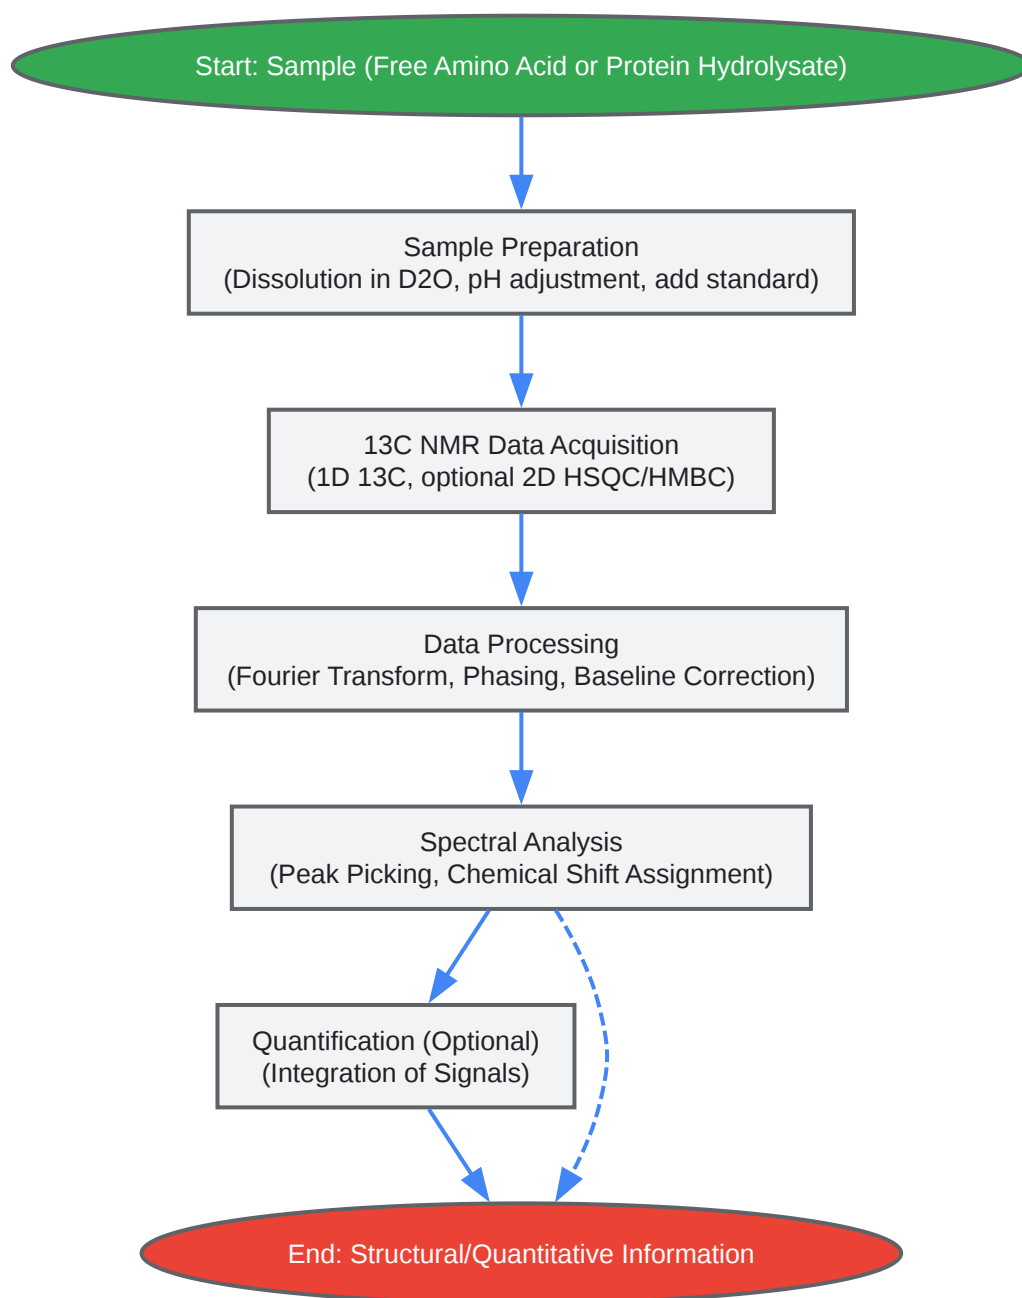 Start: Sample (Free Amino Acid or Protein Hydrolysate)
Sample Preparation
(Dissolution in D2O, pH adjustment, add standard)
13C NMR Data Acquisition
(1D 13C, optional 2D HSQC/HMBC)
Data Processing
(Fourier Transform, Phasing, Baseline Correction)
Spectral Analysis
(Peak Picking, Chemical Shift Assignment)
Quantification (Optional)
(Integration of Signals)
End: Structural/Quantitative Information